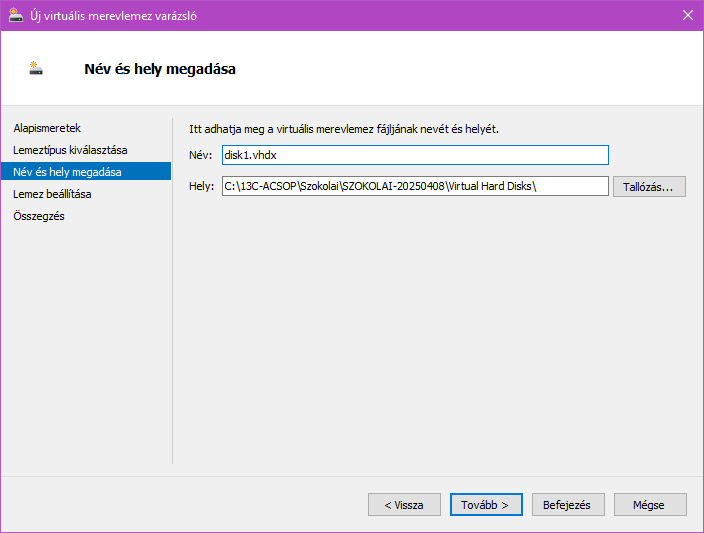 Új virtuális merevlemez varázsló
Név és hely megadása
Alapismeretek
Lemeztípus kiválasztása
Név és hely megadása
Lemez beállítása
Összegzés
Itt adhatja meg a virtuális merevlemez fájljának nevét és helyét.
Név: disk1.vhdx
Hely: C:\13C-ACSOP\Szokolai\SZOKOLAI-20250408\Virtual Hard Disks\ Tallózás...
< Vissza Tovább > Befejezés Mégse